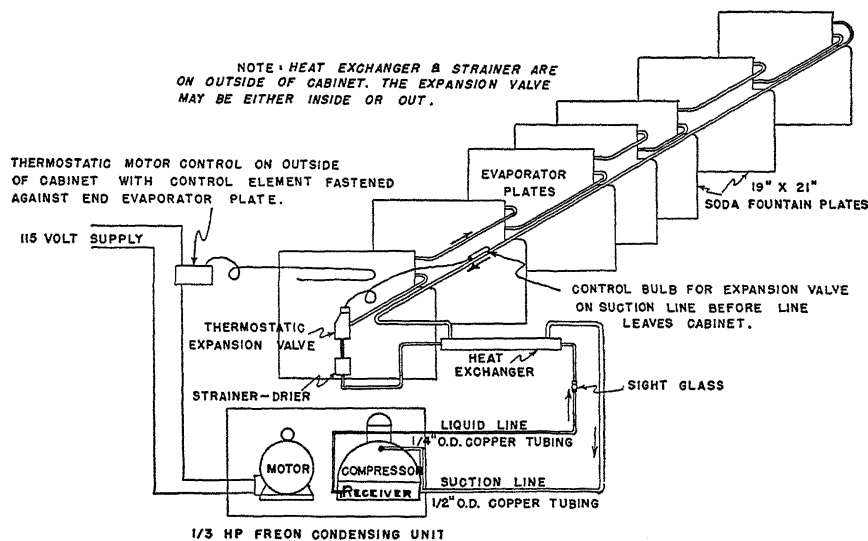 NOTE: HEAT EXCHANGER & STRAINER ARE
ON OUTSIDE OF CABINET. THE EXPANSION VALVE
MAY BE EITHER INSIDE OR OUT.
THERMOSTATIC MOTOR CONTROL ON OUTSIDE
OF CABINET WITH CONTROL ELEMENT FASTENED
AGAINST END EVAPORATOR PLATE.
115 VOLT SUPPLY
EVAPORATOR
PLATES
19" X 21"
SODA FOUNTAIN PLATES
CONTROL BULB FOR EXPANSION VALVE
ON SUCTION LINE BEFORE LINE
LEAVES CABINET.
THERMOSTATIC
EXPANSION VALVE
HEAT
EXCHANGER
STRAINER-DRIER
SIGHT GLASS
LIQUID LINE
1/4" O.D. COPPER TUBING
MOTOR
COMPRESSOR
RECEIVER
SUCTION LINE
1/2" O.D. COPPER TUBING
1/3 HP FREON CONDENSING UNIT